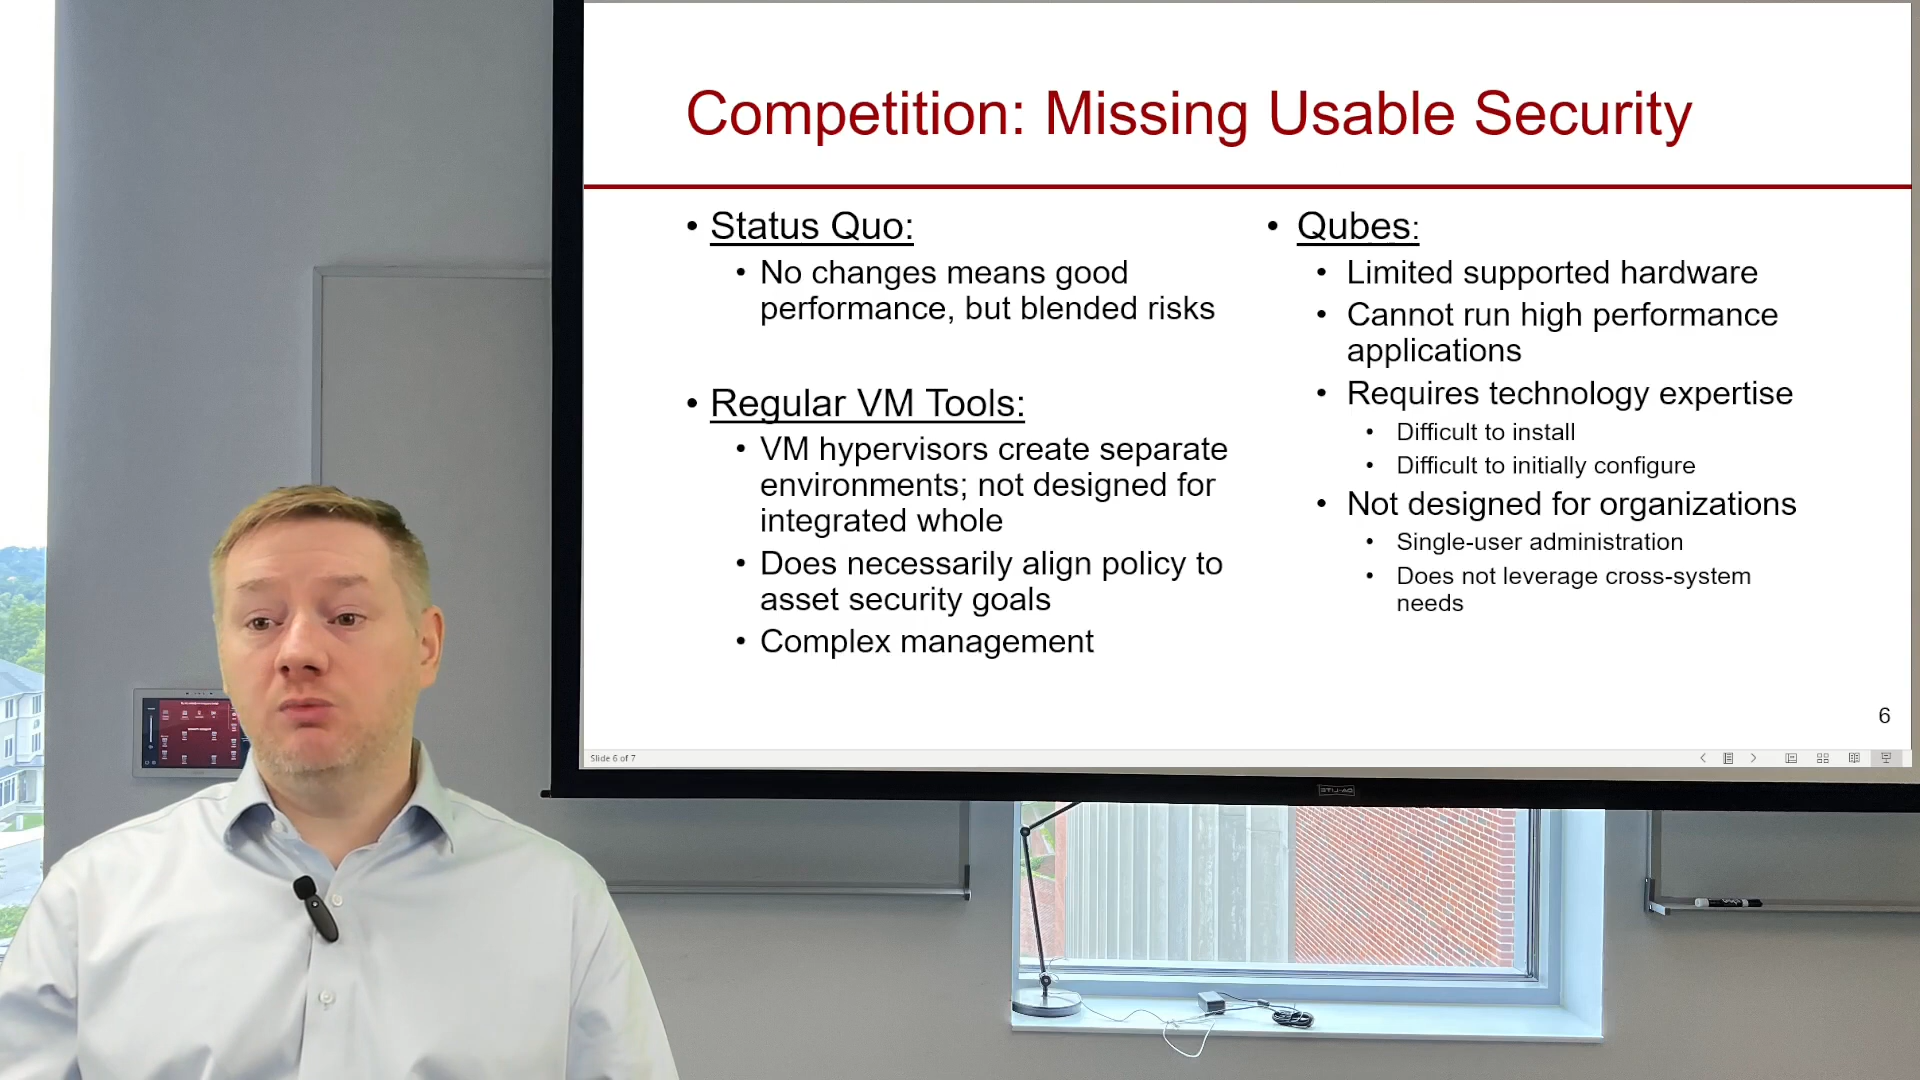 Competition: Missing Usable Security
• Status Quo:
• No changes means good
performance, but blended risks
• Regular VM Tools:
• VM hypervisors create separate
environments; not designed for
integrated whole
• Does necessarily align policy to
asset security goals
• Complex management
• Qubes:
• Limited supported hardware
• Cannot run high performance
applications
• Requires technology expertise
• Difficult to install
• Difficult to initially configure
• Not designed for organizations
• Single-user administration
• Does not leverage cross-system
needs
6
Slide 6 of 7
DA-LITE